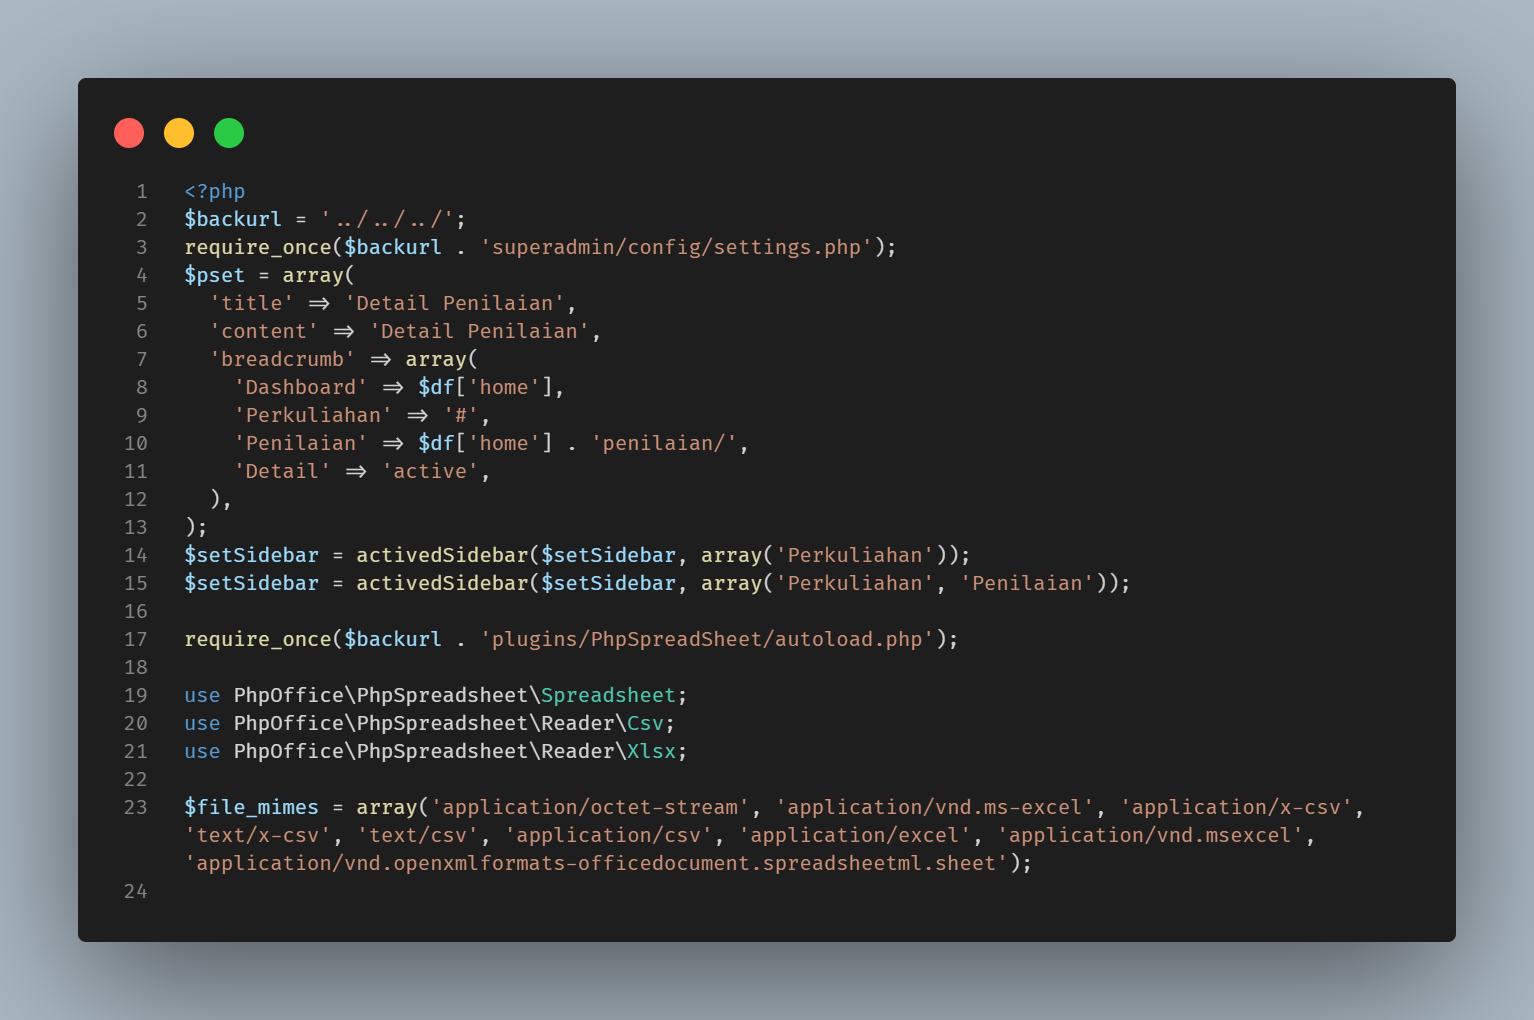 1 <?php
2 $backurl = '../../../';
3 require_once($backurl . 'superadmin/config/settings.php');
4 $pset = array(
5   'title' => 'Detail Penilaian',
6   'content' => 'Detail Penilaian',
7   'breadcrumb' => array(
8     'Dashboard' => $df['home'],
9     'Perkuliahan' => '#',
10     'Penilaian' => $df['home'] . 'penilaian/',
11     'Detail' => 'active',
12   ),
13 );
14 $setSidebar = activedSidebar($setSidebar, array('Perkuliahan'));
15 $setSidebar = activedSidebar($setSidebar, array('Perkuliahan', 'Penilaian'));
16
17 require_once($backurl . 'plugins/PhpSpreadSheet/autoload.php');
18
19 use PhpOffice\PhpSpreadsheet\Spreadsheet;
20 use PhpOffice\PhpSpreadsheet\Reader\Csv;
21 use PhpOffice\PhpSpreadsheet\Reader\Xlsx;
22
23 $file_mimes = array('application/octet-stream', 'application/vnd.ms-excel', 'application/x-csv',
'text/x-csv', 'text/csv', 'application/csv', 'application/excel', 'application/vnd.msexcel',
'application/vnd.openxmlformats-officedocument.spreadsheetml.sheet');
24